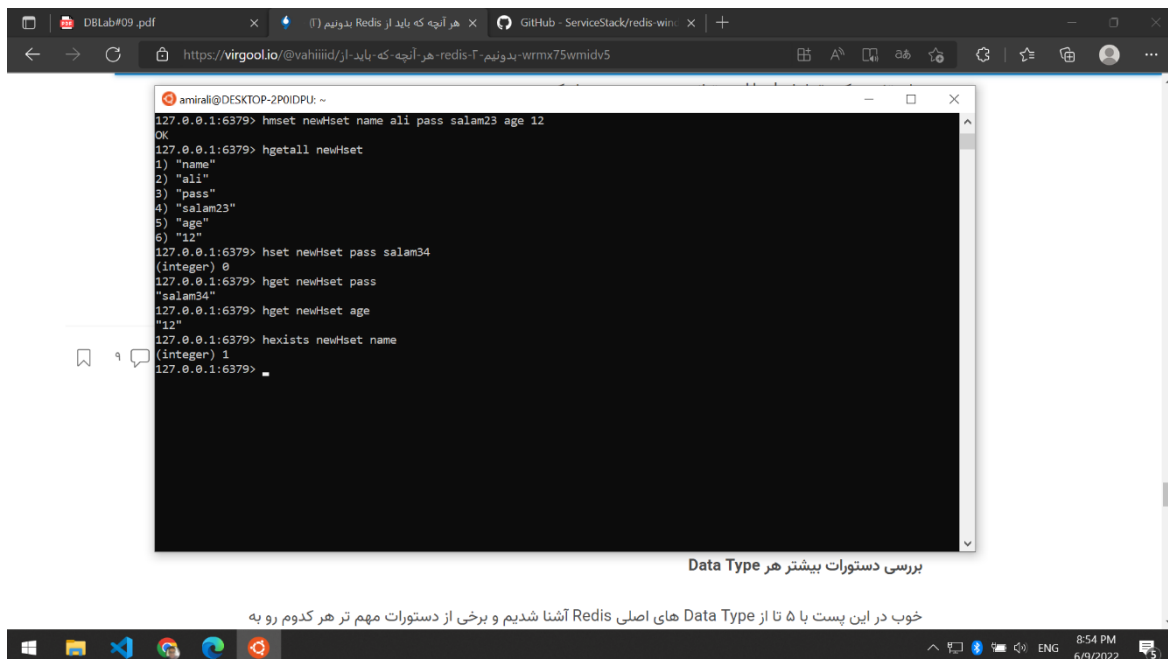 DBLab#09 .pdf
هر آنچه که باید از Redis بدونیم (۲)
GitHub - ServiceStack/redis-win
https://virgool.io/@vahiiiid/هر-آنچه-که-باید-از-redis-بدونیم-۲-wrmx75wmidv5
amirali@DESKTOP-2P0IDPU: ~
127.0.0.1:6379> hmset newHset name ali pass salam23 age 12
OK
127.0.0.1:6379> hgetall newHset
1) "name"
2) "ali"
3) "pass"
4) "salam23"
5) "age"
6) "12"
127.0.0.1:6379> hset newHset pass salam34
(integer) 0
127.0.0.1:6379> hget newHset pass
"salam34"
127.0.0.1:6379> hget newHset age
"12"
127.0.0.1:6379> hexists newHset name
(integer) 1
127.0.0.1:6379>
۹
بررسی دستورات بیشتر هر Data Type
خوب در این پست با ۵ تا از Data Type های اصلی Redis آشنا شدیم و برخی از دستورات مهم تر هر کدوم رو به
ENG
8:54 PM
6/9/2022
5